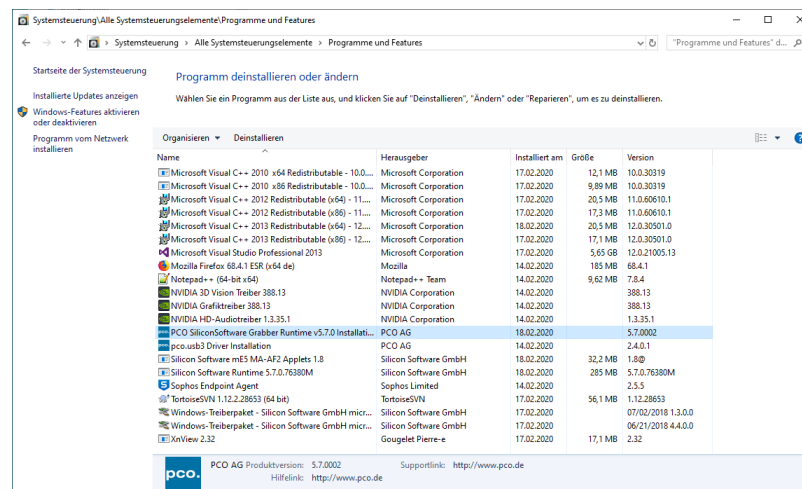 Systemsteuerung\Alle Systemsteuerungselemente\Programme und Features
Systemsteuerung > Alle Systemsteuerungselemente > Programme und Features
"Programme und Features" d...
Startseite der Systemsteuerung
Installierte Updates anzeigen
Windows-Features aktivieren
oder deaktivieren
Programm vom Netzwerk
installieren
Programm deinstallieren oder ändern
Wählen Sie ein Programm aus der Liste aus, und klicken Sie auf "Deinstallieren", "Ändern" oder "Reparieren", um es zu deinstallieren.
Organisieren Deinstallieren
Name Herausgeber Installiert am Größe Version
Microsoft Visual C++ 2010 x64 Redistributable - 10.0.... Microsoft Corporation 17.02.2020 12,1 MB 10.0.30319
Microsoft Visual C++ 2010 x86 Redistributable - 10.0.... Microsoft Corporation 17.02.2020 9,89 MB 10.0.30319
Microsoft Visual C++ 2012 Redistributable (x64) - 11.... Microsoft Corporation 17.02.2020 20,5 MB 11.0.60610.1
Microsoft Visual C++ 2012 Redistributable (x86) - 11.... Microsoft Corporation 17.02.2020 17,3 MB 11.0.60610.1
Microsoft Visual C++ 2013 Redistributable (x64) - 12.... Microsoft Corporation 18.02.2020 20,5 MB 12.0.30501.0
Microsoft Visual C++ 2013 Redistributable (x86) - 12.... Microsoft Corporation 17.02.2020 17,1 MB 12.0.30501.0
Microsoft Visual Studio Professional 2013 Microsoft Corporation 17.02.2020 5,65 GB 12.0.21005.13
Mozilla Firefox 68.4.1 ESR (x64 de) Mozilla 14.02.2020 185 MB 68.4.1
Notepad++ (64-bit x64) Notepad++ Team 14.02.2020 9,62 MB 7.8.4
NVIDIA 3D Vision Treiber 388.13 NVIDIA Corporation 14.02.2020 388.13
NVIDIA Grafiktreiber 388.13 NVIDIA Corporation 14.02.2020 388.13
NVIDIA HD-Audiotreiber 1.3.35.1 NVIDIA Corporation 14.02.2020 1.3.35.1
PCO SiliconSoftware Grabber Runtime v5.7.0 Installati... PCO AG 18.02.2020 5.7.0002
pco.usb3 Driver Installation PCO AG 14.02.2020 2.4.0.1
Silicon Software mE5 MA-AF2 Applets 1.8 Silicon Software GmbH 18.02.2020 32,2 MB 1.8@
Silicon Software Runtime 5.7.0.76380M Silicon Software GmbH 18.02.2020 285 MB 5.7.0.76380M
Sophos Endpoint Agent Sophos Limited 14.02.2020 2.5.5
TortoiseSVN 1.12.2.28653 (64 bit) TortoiseSVN 17.02.2020 56,1 MB 1.12.28653
Windows-Treiberpaket - Silicon Software GmbH micr... Silicon Software GmbH 17.02.2020 07/02/2018 1.3.0.0
Windows-Treiberpaket - Silicon Software GmbH micr... Silicon Software GmbH 17.02.2020 06/21/2018 4.4.0.0
XnView 2.32 Gougelet Pierre-e 17.02.2020 17,1 MB 2.32
pco.
PCO AG Produktversion: 5.7.0002 Supportlink: http://www.pco.de
Hilfelink: http://www.pco.de